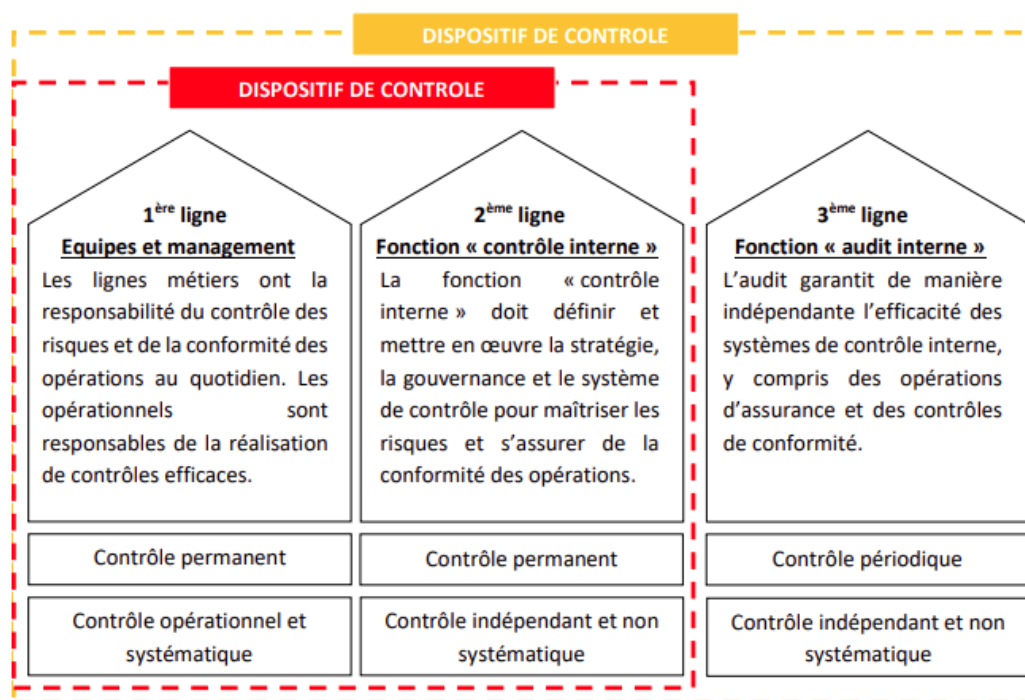 DISPOSITIF DE CONTROLE
DISPOSITIF DE CONTROLE
1ère ligne
Equipes et management
Les lignes métiers ont la
responsabilité du contrôle des
risques et de la conformité des
opérations au quotidien. Les
opérationnels sont
responsables de la réalisation
de contrôles efficaces.
Contrôle permanent
Contrôle opérationnel et
systématique
2ème ligne
Fonction « contrôle interne »
La fonction « contrôle
interne » doit définir et
mettre en œuvre la stratégie,
la gouvernance et le système
de contrôle pour maîtriser les
risques et s’assurer de la
conformité des opérations.
Contrôle permanent
Contrôle indépendant et non
systématique
3ème ligne
Fonction « audit interne »
L’audit garantit de manière
indépendante l’efficacité des
systèmes de contrôle interne,
y compris des opérations
d’assurance et des contrôles
de conformité.
Contrôle périodique
Contrôle indépendant et non
systématique